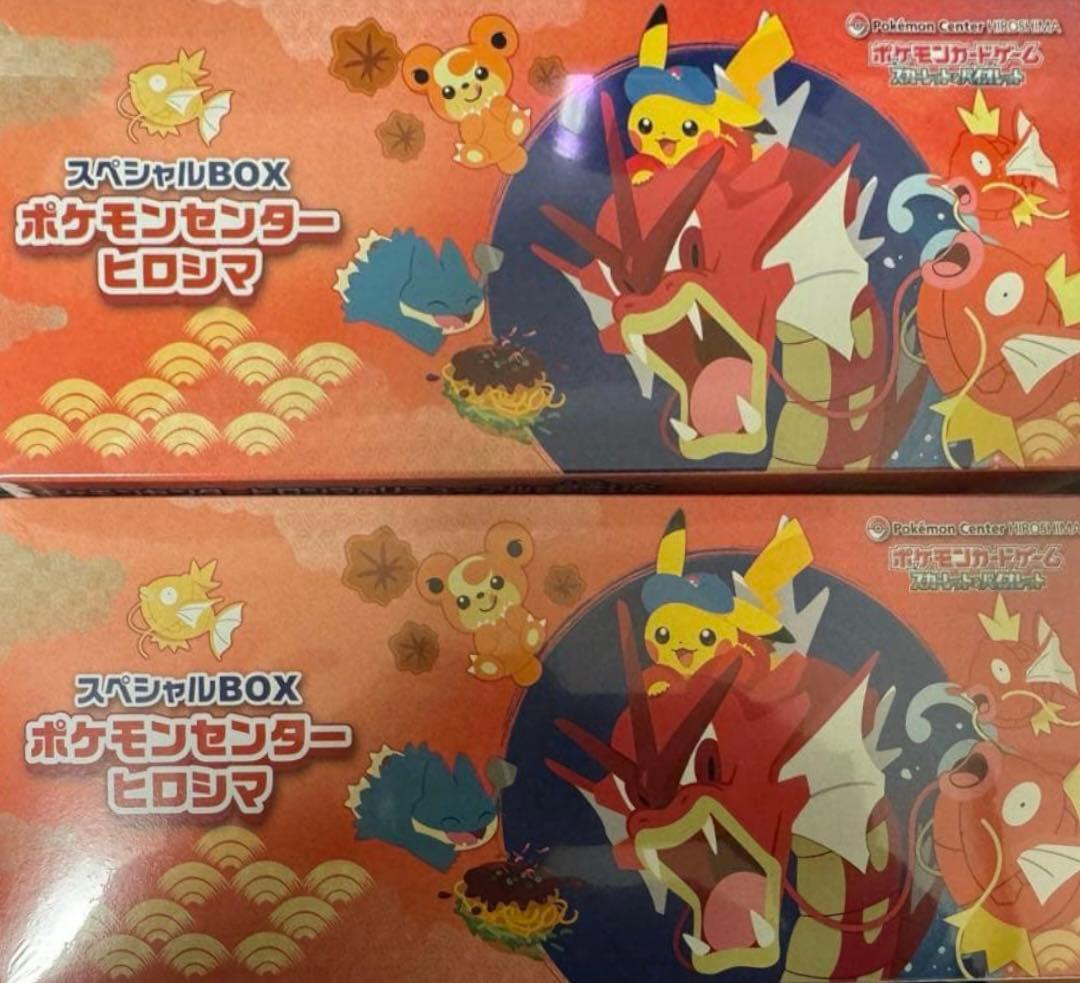 Pokémon Center HIROSHIMA
ポケモンカードゲーム
スカーレット&バイオレット
スペシャルBOX
ポケモンセンター
ヒロシマ
Pokémon Center HIROSHIMA
ポケモンカードゲーム
スカーレット&バイオレット
スペシャルBOX
ポケモンセンター
ヒロシマ